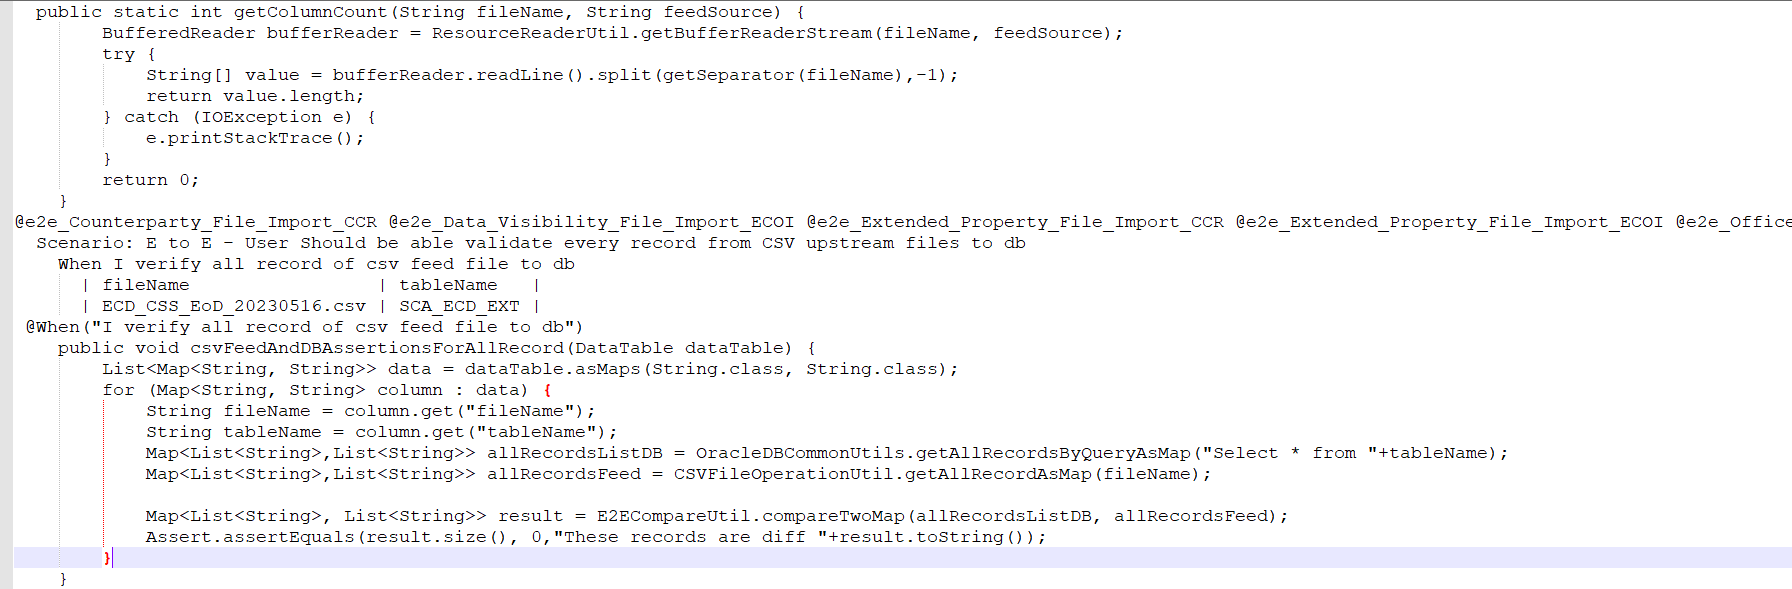 public static int getColumnCount(String fileName, String feedSource) {
BufferedReader bufferReader = ResourceReaderUtil.getBufferReaderStream(fileName, feedSource);
try {
String[] value = bufferReader.readLine().split(getSeparator(fileName),-1);
return value.length;
} catch (IOException e) {
e.printStackTrace();
}
return 0;
}
@e2e_Counterparty_File_Import_CCR @e2e_Data_Visibility_File_Import_ECOI @e2e_Extended_Property_File_Import_CCR @e2e_Extended_Property_File_Import_ECOI @e2e_Office
Scenario: E to E - User Should be able validate every record from CSV upstream files to db
When I verify all record of csv feed file to db
| fileName | tableName |
| ECD_CSS_EoD_20230516.csv | SCA_ECD_EXT |
@When("I verify all record of csv feed file to db")
public void csvFeedAndDBAssertionsForAllRecord(DataTable dataTable) {
List<Map<String, String>> data = dataTable.asMaps(String.class, String.class);
for (Map<String, String> column : data) {
String fileName = column.get("fileName");
String tableName = column.get("tableName");
Map<List<String>,List<String>> allRecordsListDB = OracleDBCommonUtils.getAllRecordsByQueryAsMap("Select * from "+tableName);
Map<List<String>,List<String>> allRecordsFeed = CSVFileOperationUtil.getAllRecordAsMap(fileName);
Map<List<String>, List<String>> result = E2ECompareUtil.compareTwoMap(allRecordsListDB, allRecordsFeed);
Assert.assertEquals(result.size(), 0,"These records are diff "+result.toString());
}
}